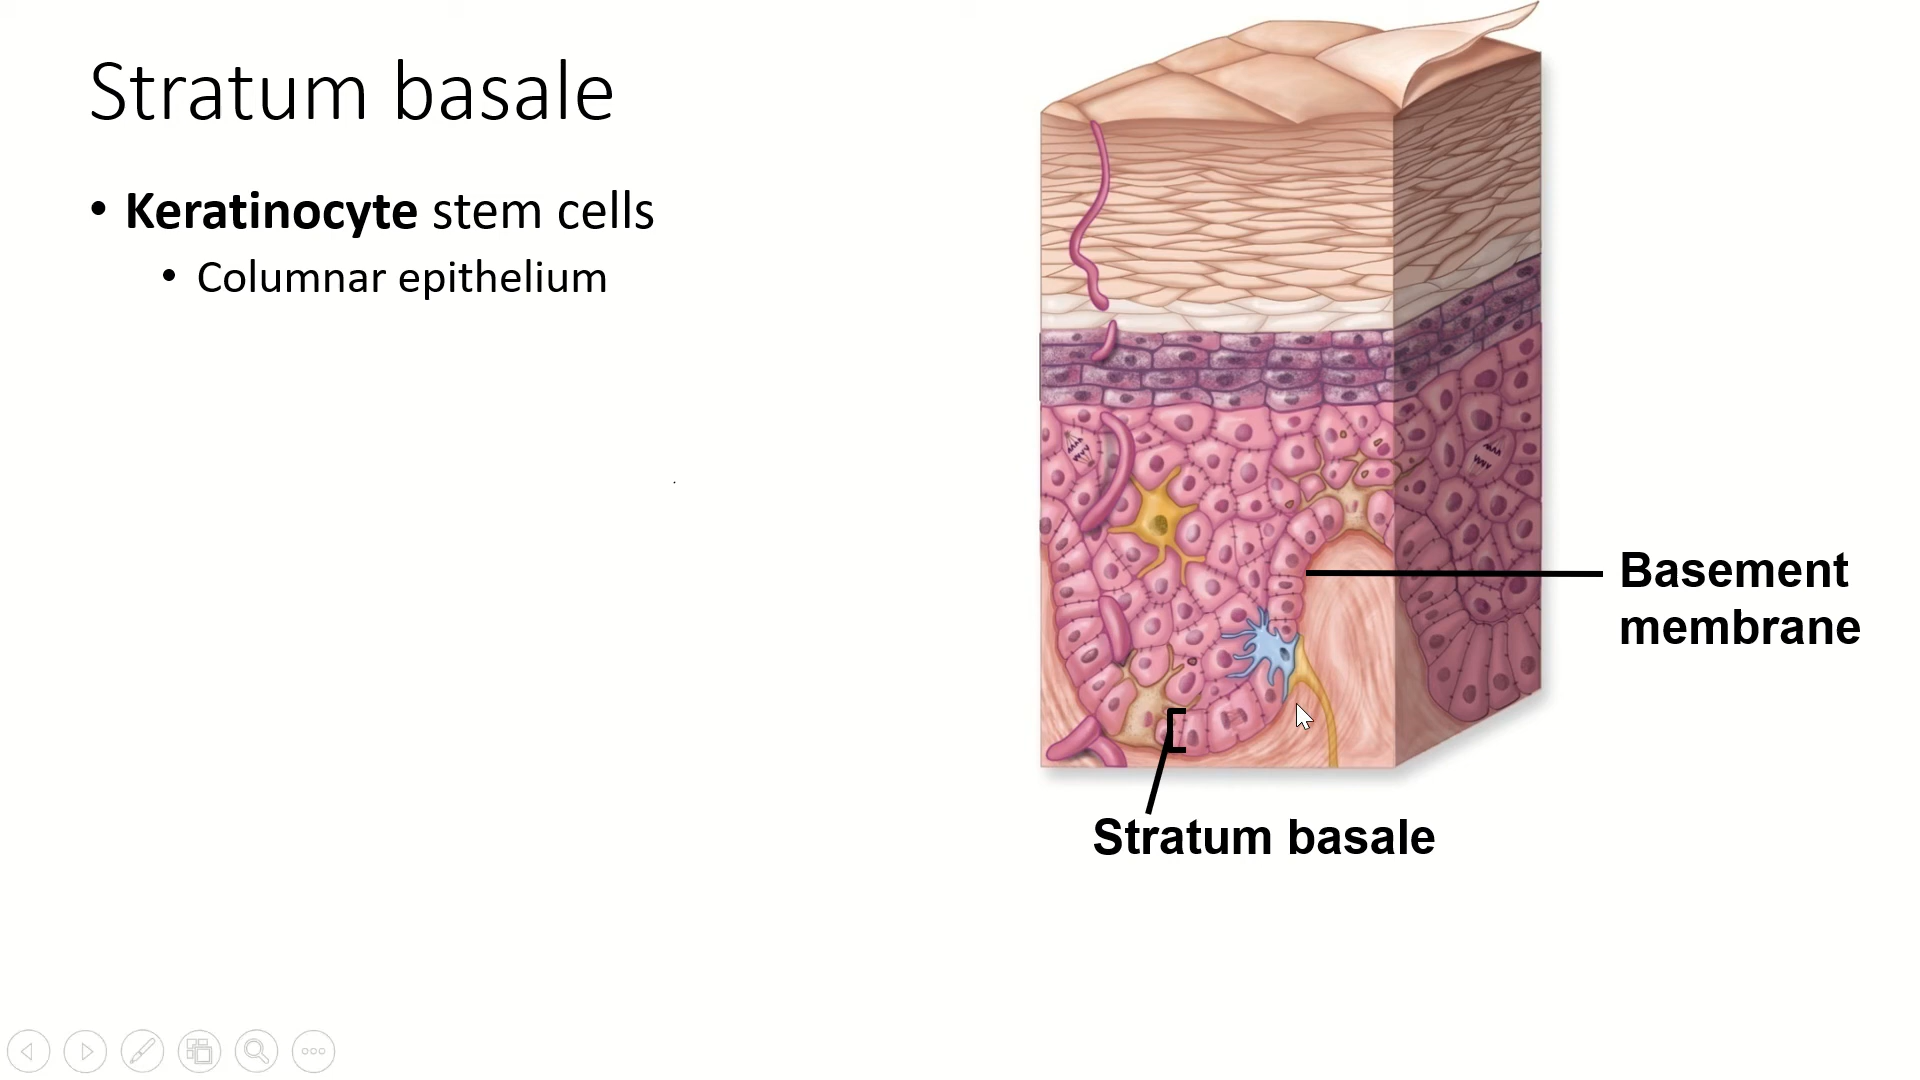 Stratum basale
• Keratinocyte stem cells
• Columnar epithelium
Basement
membrane
Stratum basale